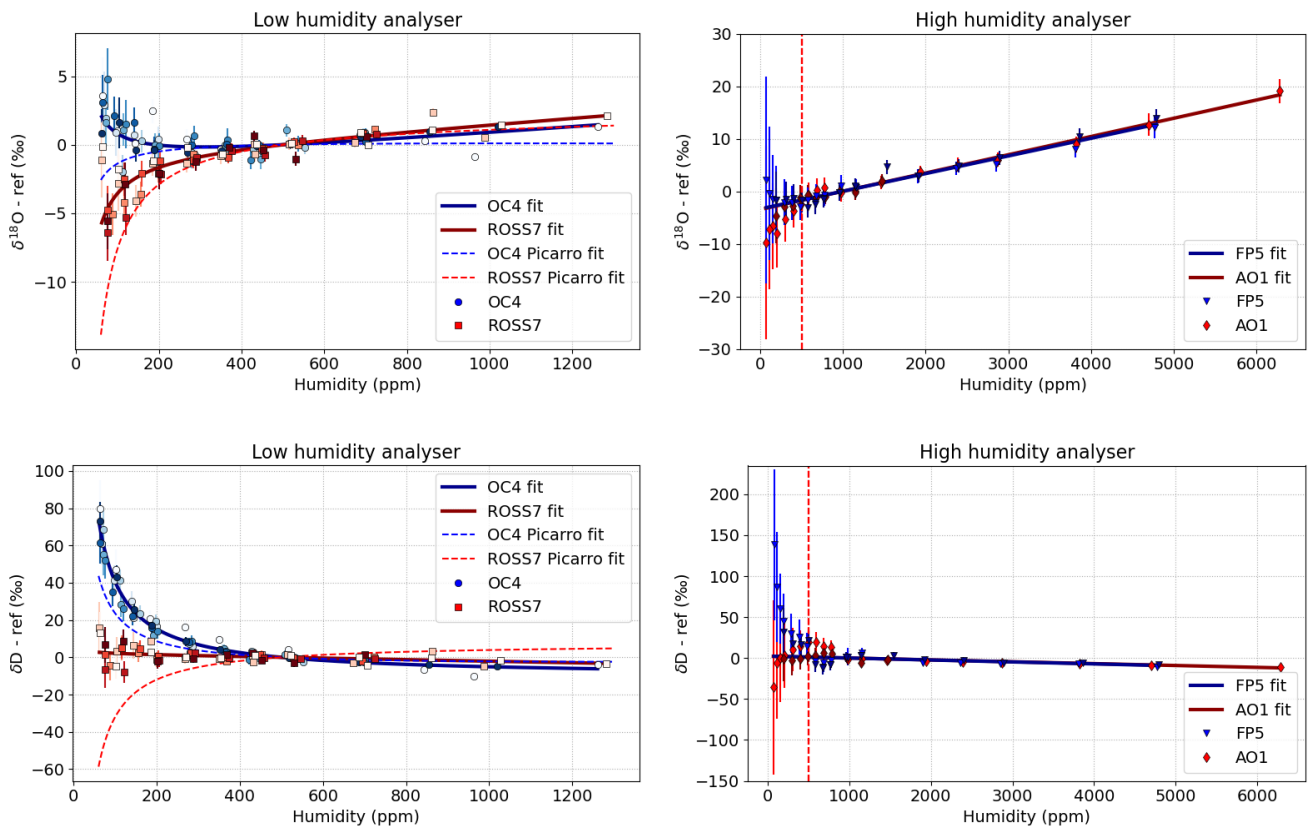 Low humidity analyser
5
0
−5
−10
δ18O - ref (‰)
0
200
400
600
800
1000
1200
Humidity (ppm)
OC4 fit
ROSS7 fit
OC4 Picarro fit
ROSS7 Picarro fit
OC4
ROSS7
High humidity analyser
30
20
10
0
−10
−20
−30
δ18O - ref (‰)
0
1000
2000
3000
4000
5000
6000
Humidity (ppm)
FP5 fit
AO1 fit
FP5
AO1
Low humidity analyser
100
80
60
40
20
0
−20
−40
−60
δD - ref (‰)
0
200
400
600
800
1000
1200
Humidity (ppm)
OC4 fit
ROSS7 fit
OC4 Picarro fit
ROSS7 Picarro fit
OC4
ROSS7
High humidity analyser
200
150
100
50
0
−50
−100
−150
δD - ref (‰)
0
1000
2000
3000
4000
5000
6000
Humidity (ppm)
FP5 fit
AO1 fit
FP5
AO1